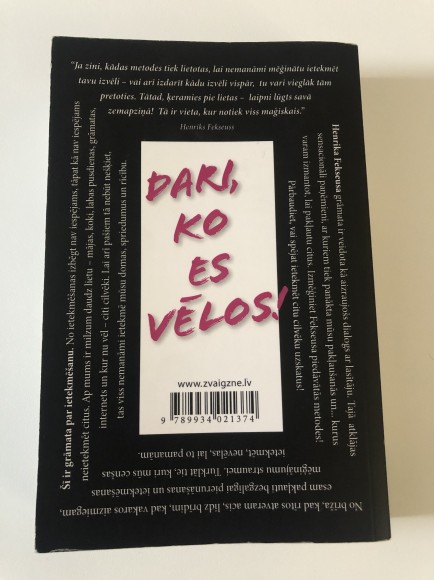 "Ja zini, kādas metodes tiek lietotas, lai nemanāmi mēģinātu ietekmēt
tavu izvēli – vai arī izdarīt kādu izvēli vispār, tu vari vieglāk tām
pretoties. Tātad, ķeramies pie lietas – laipni lūgts savā
zemapziņā! Tā ir vieta, kur notiek viss maģiskais."
Henriks Fekseuss
Henrika Fekseusa grāmata ir veidota kā aizraujošs dialogs ar lasītāju. Tajā atklājas
sensacionāli paņēmieni, ar kuriem tiek panākta mūsu pakļaušanās un... kurus
varam izmantot, lai pakļautu citus. Izmēģiniet Fekseusa piedāvātās metodes!
Pārbaudiet, vai spējat ietekmēt citu cilvēku uzskatus!
DARI,
KO
ES
VĒLOS!
www.zvaigzne.lv
9 789934 021374
No brīža, kad rītos atveram acis, līdz brīdim, kad vakaros aizmiegam,
esam pakļauti bezgalīgai pierunāšanas un ietekmēšanas
mēģinājumu straumei. Turklāt tie, kuri mūs cenšas
ietekmēt, nevēlas, lai to pamanām.
Šī ir grāmata par ietekmēšanu. No ietekmēšanas izbēgt nav iespējams, tāpat kā nav iespējams
neietekmēt citus. Ap mums ir milzum daudz lietu – mājas, koki, labas pusdienas, grāmatas,
internets un kur nu vēl – citi cilvēki. Lai arī pašiem tā nebūt nešķiet,
tas viss nemanāmi ietekmē mūsu domas, spriedumus un rīcību.